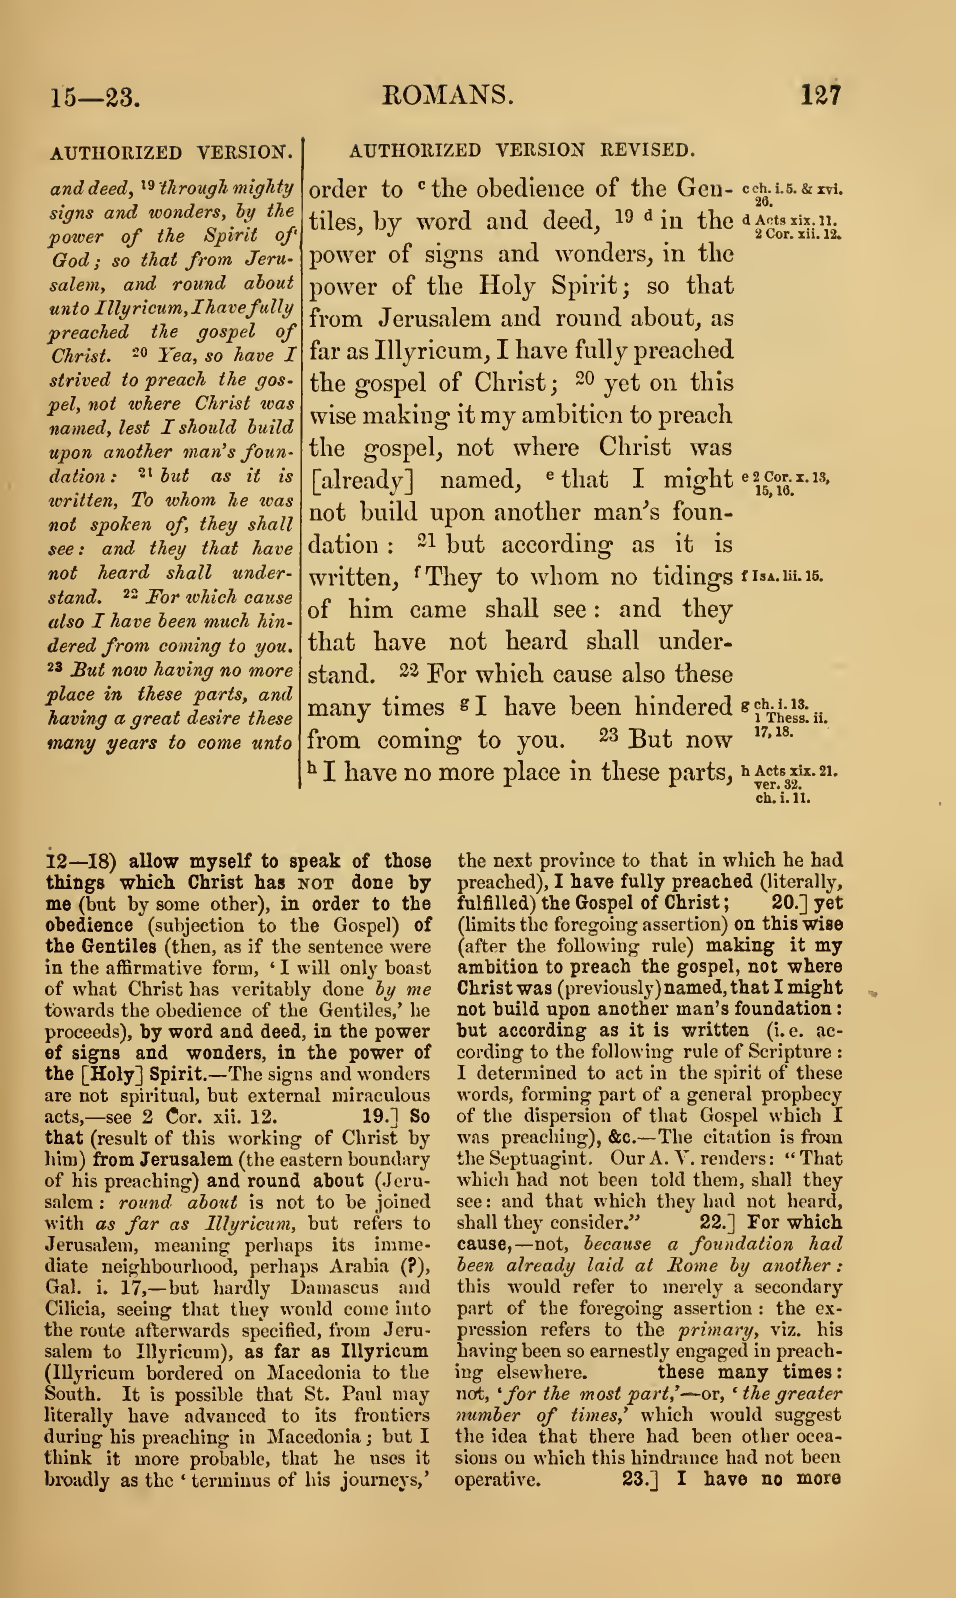 15—23.
ROMANS.
127
AUTHORIZED VERSION.
and deed, 19 through mighty
signs and wonders, by the
power of the Spirit of
God; so that from Jeru-
salem, and round about
unto Illyricum, I have fully
preached the gospel of
Christ. 20 Yea, so have I
strived to preach the gos-
pel, not where Christ was
named, lest I should build
upon another man's foun-
dation: 21 but as it is
written, To whom he was
not spoken of, they shall
see: and they that have
not heard shall under-
stand. 22 For which cause
also I have been much hin-
dered from coming to you.
23 But now having no more
place in these parts, and
having a great desire these
many years to come unto
AUTHORIZED VERSION REVISED.
order to c the obedience of the Gen-
tiles, by word and deed, 19 d in the
power of signs and wonders, in the
power of the Holy Spirit; so that
from Jerusalem and round about, as
far as Illyricum, I have fully preached
the gospel of Christ; 20 yet on this
wise making it my ambition to preach
the gospel, not where Christ was
[already] named, e that I might
not build upon another man's foun-
dation: 21 but according as it is
written, f They to whom no tidings
of him came shall see: and they
that have not heard shall under-
stand. 22 For which cause also these
many times g I have been hindered
from coming to you. 23 But now
h I have no more place in these parts,
c ch. i. 5. & xvi.
26.
d Acts xix. 11.
2 Cor. xii. 12.
e 2 Cor. x. 13,
15, 16.
f ISA. lii. 15.
g ch. i. 13.
1 Thess. ii.
17, 18.
h Acts xix. 21.
ver. 32.
ch. i. 11.
12—18) allow myself to speak of those
things which Christ has NOT done by
me (but by some other), in order to the
obedience (subjection to the Gospel) of
the Gentiles (then, as if the sentence were
in the affirmative form, 'I will only boast
of what Christ has veritably done by me
towards the obedience of the Gentiles,' he
proceeds), by word and deed, in the power
of signs and wonders, in the power of
the [Holy] Spirit.—The signs and wonders
are not spiritual, but external miraculous
acts,—see 2 Cor. xii. 12. 19.] So
that (result of this working of Christ by
him) from Jerusalem (the eastern boundary
of his preaching) and round about (Jeru-
salem: round about is not to be joined
with as far as Illyricum, but refers to
Jerusalem, meaning perhaps its imme-
diate neighbourhood, perhaps Arabia (?),
Gal. i. 17,—but hardly Damascus and
Cilicia, seeing that they would come into
the route afterwards specified, from Jeru-
salem to Illyricum), as far as Illyricum
(Illyricum bordered on Macedonia to the
South. It is possible that St. Paul may
literally have advanced to its frontiers
during his preaching in Macedonia; but I
think it more probable, that he uses it
broadly as the 'terminus of his journeys,'
the next province to that in which he had
preached), I have fully preached (literally,
fulfilled) the Gospel of Christ; 20.] yet
(limits the foregoing assertion) on this wise
(after the following rule) making it my
ambition to preach the gospel, not where
Christ was (previously) named, that I might
not build upon another man's foundation:
but according as it is written (i. e. ac-
cording to the following rule of Scripture:
I determined to act in the spirit of these
words, forming part of a general prophecy
of the dispersion of that Gospel which I
was preaching), &c.—The citation is from
the Septuagint. Our A. V. renders: "That
which had not been told them, shall they
see: and that which they had not heard,
shall they consider." 22.] For which
cause,—not, because a foundation had
been already laid at Rome by another:
this would refer to merely a secondary
part of the foregoing assertion: the ex-
pression refers to the primary, viz. his
having been so earnestly engaged in preach-
ing elsewhere. these many times:
not, 'for the most part,'—or, 'the greater
number of times,' which would suggest
the idea that there had been other occa-
sions on which this hindrance had not been
operative. 23.] I have no more